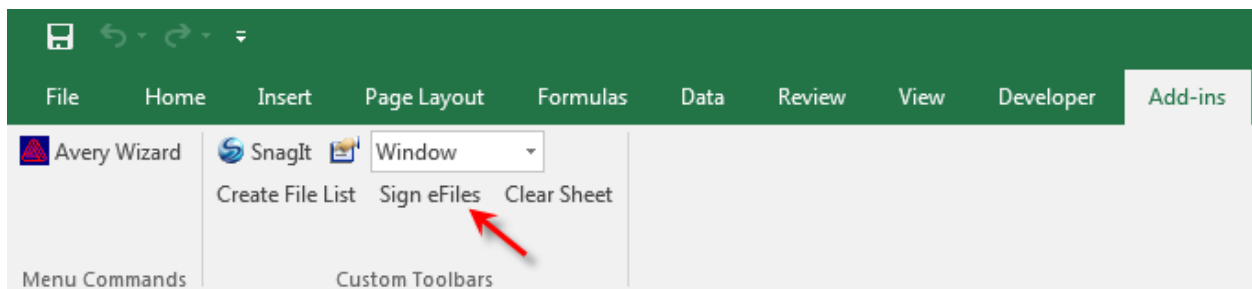 File Home Insert Page Layout Formulas Data Review View Developer Add-ins
Avery Wizard SnagIt Window
Create File List Sign eFiles Clear Sheet
Menu Commands Custom Toolbars